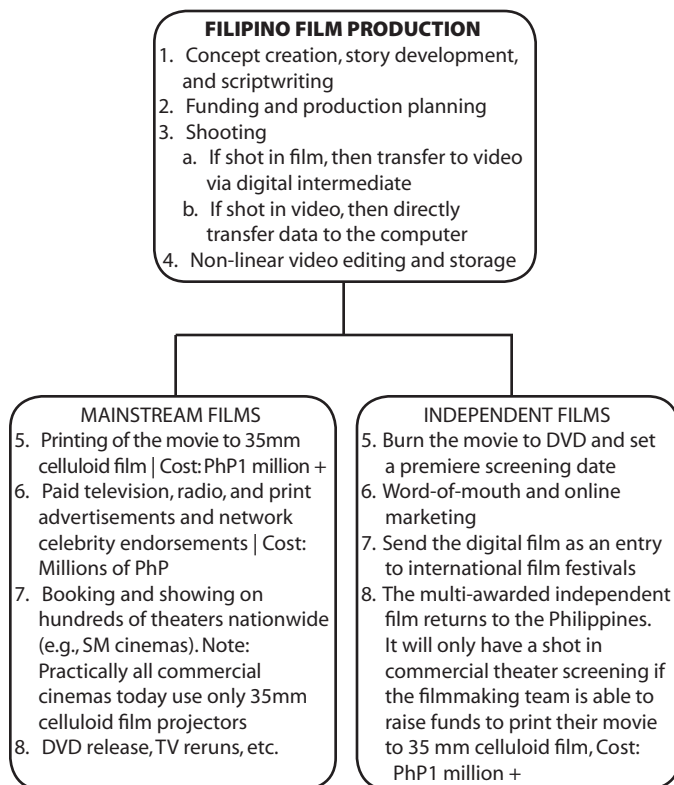 FILIPINO FILM PRODUCTION
1. Concept creation, story development,
and scriptwriting
2. Funding and production planning
3. Shooting
a. If shot in film, then transfer to video
via digital intermediate
b. If shot in video, then directly
transfer data to the computer
4. Non-linear video editing and storage
MAINSTREAM FILMS
5. Printing of the movie to 35mm
celluloid film | Cost: PhP1 million +
6. Paid television, radio, and print
advertisements and network
celebrity endorsements | Cost:
Millions of PhP
7. Booking and showing on
hundreds of theaters nationwide
(e.g., SM cinemas). Note:
Practically all commercial
cinemas today use only 35mm
celluloid film projectors
8. DVD release, TV reruns, etc.
INDEPENDENT FILMS
5. Burn the movie to DVD and set
a premiere screening date
6. Word-of-mouth and online
marketing
7. Send the digital film as an entry
to international film festivals
8. The multi-awarded independent
film returns to the Philippines.
It will only have a shot in
commercial theater screening if
the filmmaking team is able to
raise funds to print their movie
to 35 mm celluloid film, Cost:
PhP1 million +